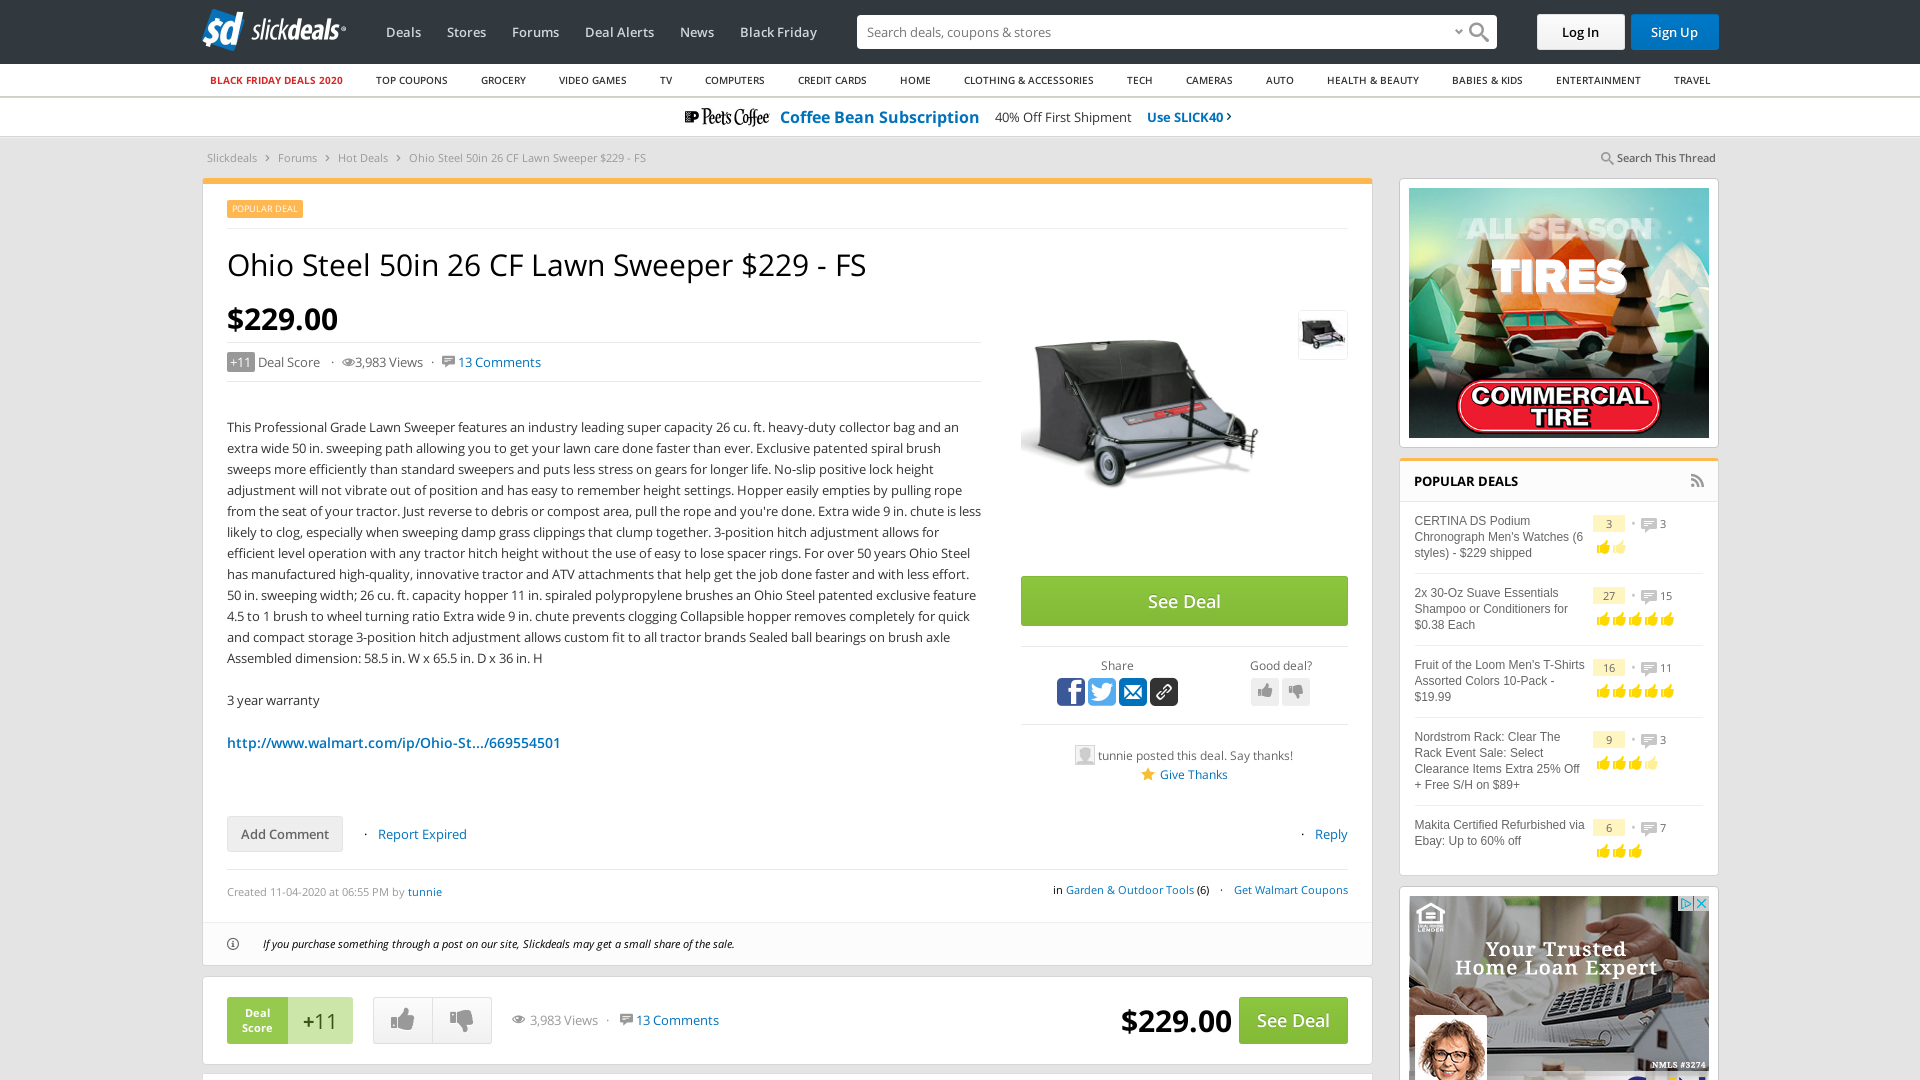 slickdeals
Deals
Stores
Forums
Deal Alerts
News
Black Friday
Search deals, coupons & stores
Log In
Sign Up
BLACK FRIDAY DEALS 2020
TOP COUPONS
GROCERY
VIDEO GAMES
TV
COMPUTERS
CREDIT CARDS
HOME
CLOTHING & ACCESSORIES
TECH
CAMERAS
AUTO
HEALTH & BEAUTY
BABIES & KIDS
ENTERTAINMENT
TRAVEL
Peet's Coffee Coffee Bean Subscription 40% Off First Shipment Use SLICK40 ›
Slickdeals › Forums › Hot Deals › Ohio Steel 50in 26 CF Lawn Sweeper $229 - FS
Search This Thread
POPULAR DEAL
Ohio Steel 50in 26 CF Lawn Sweeper $229 - FS
$229.00
+11 Deal Score · 3,983 Views · 13 Comments
This Professional Grade Lawn Sweeper features an industry leading super capacity 26 cu. ft. heavy-duty collector bag and an
extra wide 50 in. sweeping path allowing you to get your lawn care done faster than ever. Exclusive patented spiral brush
sweeps more efficiently than standard sweepers and puts less stress on gears for longer life. No-slip positive lock height
adjustment will not vibrate out of position and has easy to remember height settings. Hopper easily empties by pulling rope
from the seat of your tractor. Just reverse to debris or compost area, pull the rope and you're done. Extra wide 9 in. chute is less
likely to clog, especially when sweeping damp grass clippings that clump together. 3-position hitch adjustment allows for
efficient level operation with any tractor hitch height without the use of easy to lose spacer rings. For over 50 years Ohio Steel
has manufactured high-quality, innovative tractor and ATV attachments that help get the job done faster and with less effort.
50 in. sweeping width; 26 cu. ft. capacity hopper 11 in. spiraled polypropylene brushes an Ohio Steel patented exclusive feature
4.5 to 1 brush to wheel turning ratio Extra wide 9 in. chute prevents clogging Collapsible hopper removes completely for quick
and compact storage 3-position hitch adjustment allows custom fit to all tractor brands Sealed ball bearings on brush axle
Assembled dimension: 58.5 in. W x 65.5 in. D x 36 in. H
3 year warranty
http://www.walmart.com/ip/Ohio-St.../669554501
See Deal
Share
Good deal?
tunnie posted this deal. Say thanks!
Give Thanks
Add Comment
· Report Expired
· Reply
Created 11-04-2020 at 06:55 PM by tunnie
in Garden & Outdoor Tools (6) · Get Walmart Coupons
If you purchase something through a post on our site, Slickdeals may get a small share of the sale.
Deal
Score
+11
3,983 Views · 13 Comments
$229.00
See Deal
ALL SEASON
TIRES
COMMERCIAL
TIRE
POPULAR DEALS
CERTINA DS Podium
Chronograph Men's Watches (6
styles) - $229 shipped
3 • 3
2x 30-Oz Suave Essentials
Shampoo or Conditioners for
$0.38 Each
27 • 15
Fruit of the Loom Men's T-Shirts
Assorted Colors 10-Pack -
$19.99
16 • 11
Nordstrom Rack: Clear The
Rack Event Sale: Select
Clearance Items Extra 25% Off
+ Free S/H on $89+
9 • 3
Makita Certified Refurbished via
Ebay: Up to 60% off
6 • 7
Your Trusted
Home Loan Expert
NMLS #3274